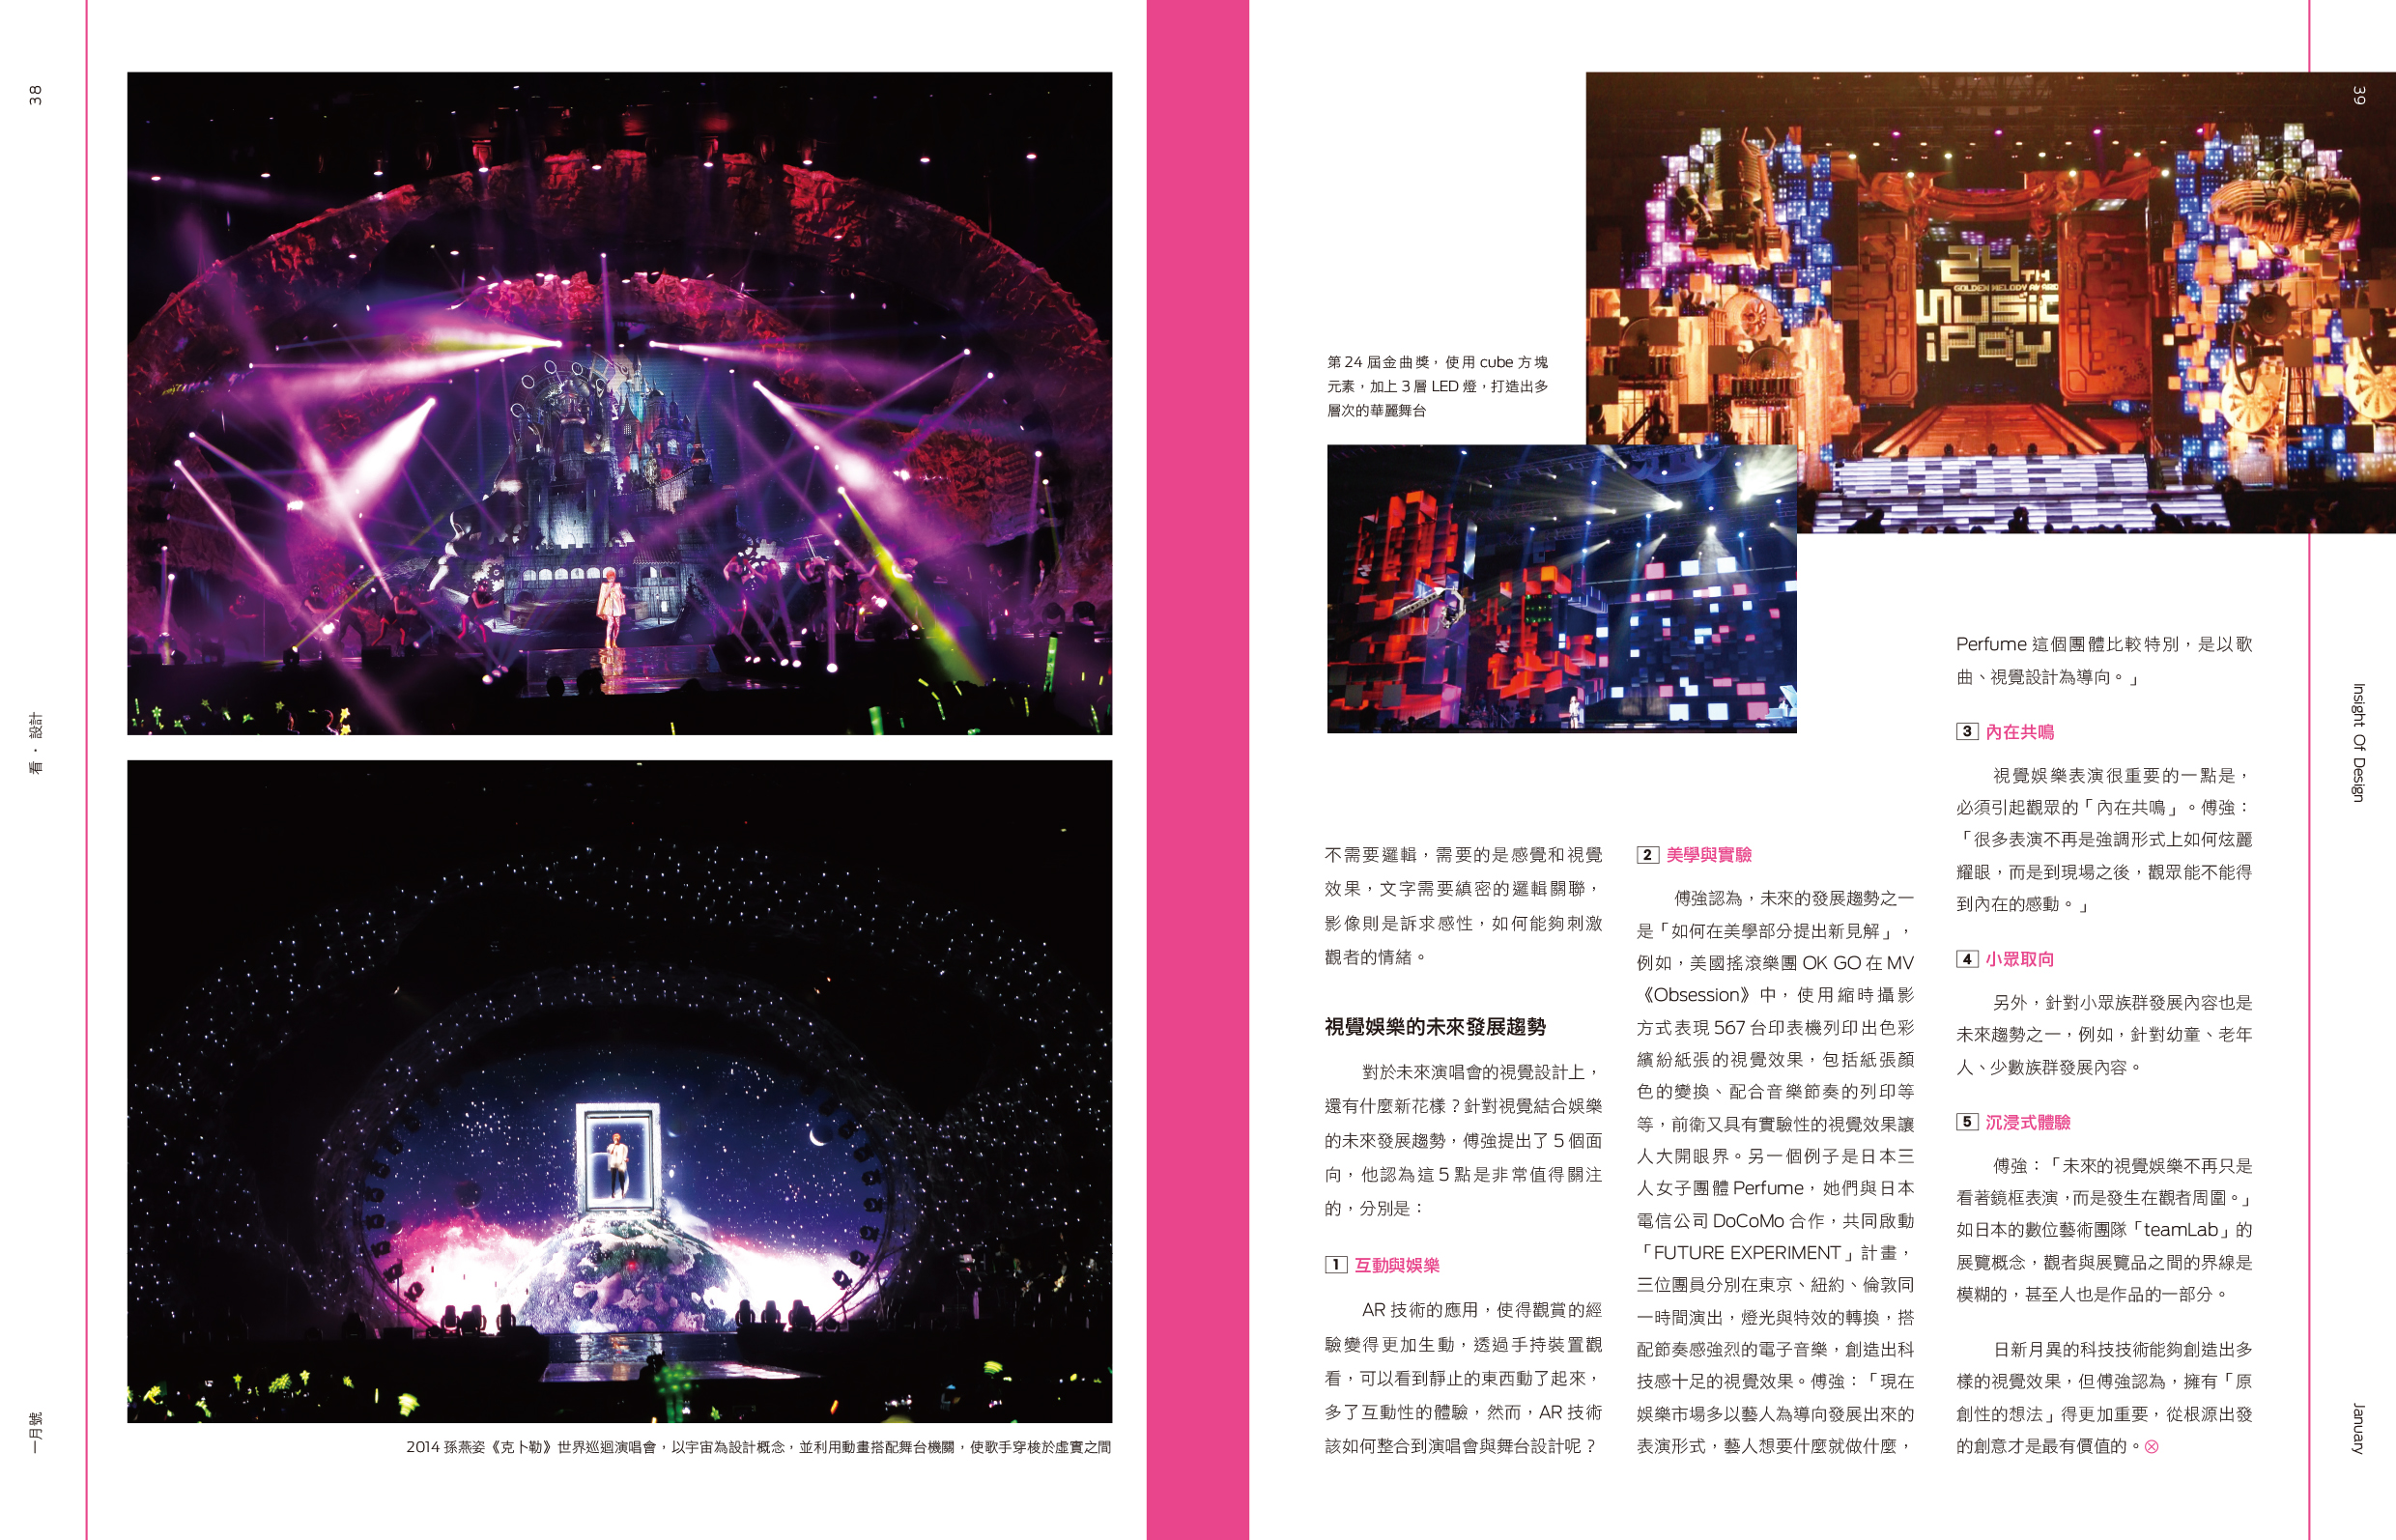 38
看・設計
一月號
2014 孫燕姿《克卜勒》世界巡迴演唱會，以宇宙為設計概念，並利用動畫搭配舞台機關，使歌手穿梭於虛實之間
39
Insight Of Design
January
24TH
GOLDEN MELODY AWARD
MUSIC
iPAY
第 24 屆金曲獎，使用 cube 方塊
元素，加上 3 層 LED 燈，打造出多
層次的華麗舞台
不需要邏輯，需要的是感覺和視覺
效果，文字需要縝密的邏輯關聯，
影像則是訴求感性，如何能夠刺激
觀者的情緒。
視覺娛樂的未來發展趨勢
對於未來演唱會的視覺設計上，
還有什麼新花樣？針對視覺結合娛樂
的未來發展趨勢，傅強提出了 5 個面
向，他認為這 5 點是非常值得關注
的，分別是：
1 互動與娛樂
AR 技術的應用，使得觀賞的經
驗變得更加生動，透過手持裝置觀
看，可以看到靜止的東西動了起來，
多了互動性的體驗，然而，AR 技術
該如何整合到演唱會與舞台設計呢？
2 美學與實驗
傅強認為，未來的發展趨勢之一
是「如何在美學部分提出新見解」，
例如，美國搖滾樂團 OK GO 在 MV
《Obsession》中，使用縮時攝影
方式表現 567 台印表機列印出色彩
繽紛紙張的視覺效果，包括紙張顏
色的變換、配合音樂節奏的列印等
等，前衛又具有實驗性的視覺效果讓
人大開眼界。另一個例子是日本三
人女子團體 Perfume，她們與日本
電信公司 DoCoMo 合作，共同啟動
「FUTURE EXPERIMENT」計畫，
三位團員分別在東京、紐約、倫敦同
一時間演出，燈光與特效的轉換，搭
配節奏感強烈的電子音樂，創造出科
技感十足的視覺效果。傅強：「現在
娛樂市場多以藝人為導向發展出來的
表演形式，藝人想要什麼就做什麼，
Perfume 這個團體比較特別，是以歌
曲、視覺設計為導向。」
3 內在共鳴
視覺娛樂表演很重要的一點是，
必須引起觀眾的「內在共鳴」。傅強：
「很多表演不再是強調形式上如何炫麗
耀眼，而是到現場之後，觀眾能不能得
到內在的感動。」
4 小眾取向
另外，針對小眾族群發展內容也是
未來趨勢之一，例如，針對幼童、老年
人、少數族群發展內容。
5 沉浸式體驗
傅強：「未來的視覺娛樂不再只是
看著鏡框表演，而是發生在觀者周圍。」
如日本的數位藝術團隊「teamLab」的
展覽概念，觀者與展覽品之間的界線是
模糊的，甚至人也是作品的一部分。
日新月異的科技技術能夠創造出多
樣的視覺效果，但傅強認為，擁有「原
創性的想法」得更加重要，從根源出發
的創意才是最有價值的。